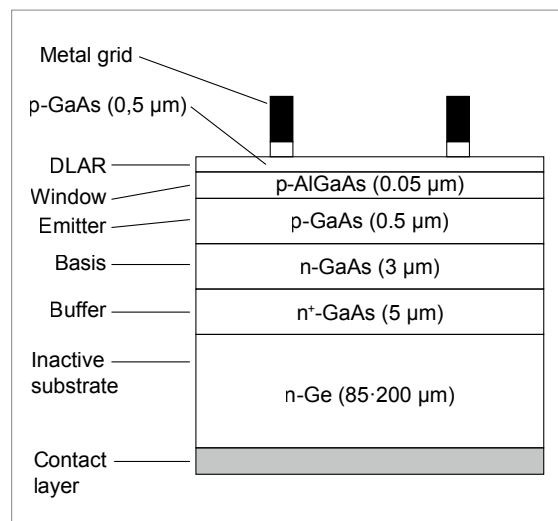 Metal grid
p-GaAs (0,5 µm)
DLAR
p-AlGaAs (0.05 µm)
Window
p-GaAs (0.5 µm)
Emitter
Basis
n-GaAs (3 µm)
Buffer
n⁺-GaAs (5 µm)
Inactive
substrate
n-Ge (85·200 µm)
Contact
layer